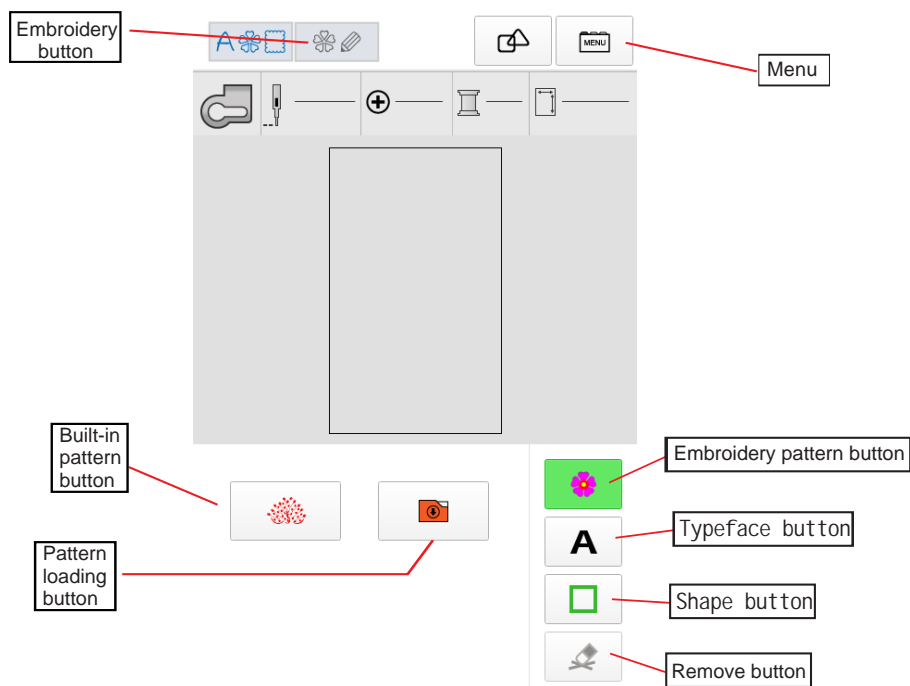 Embroidery
button
A
MENU
Menu
Built-in
pattern
button
Embroidery pattern button
A
Typeface button
Pattern
loading
button
Shape button
Remove button